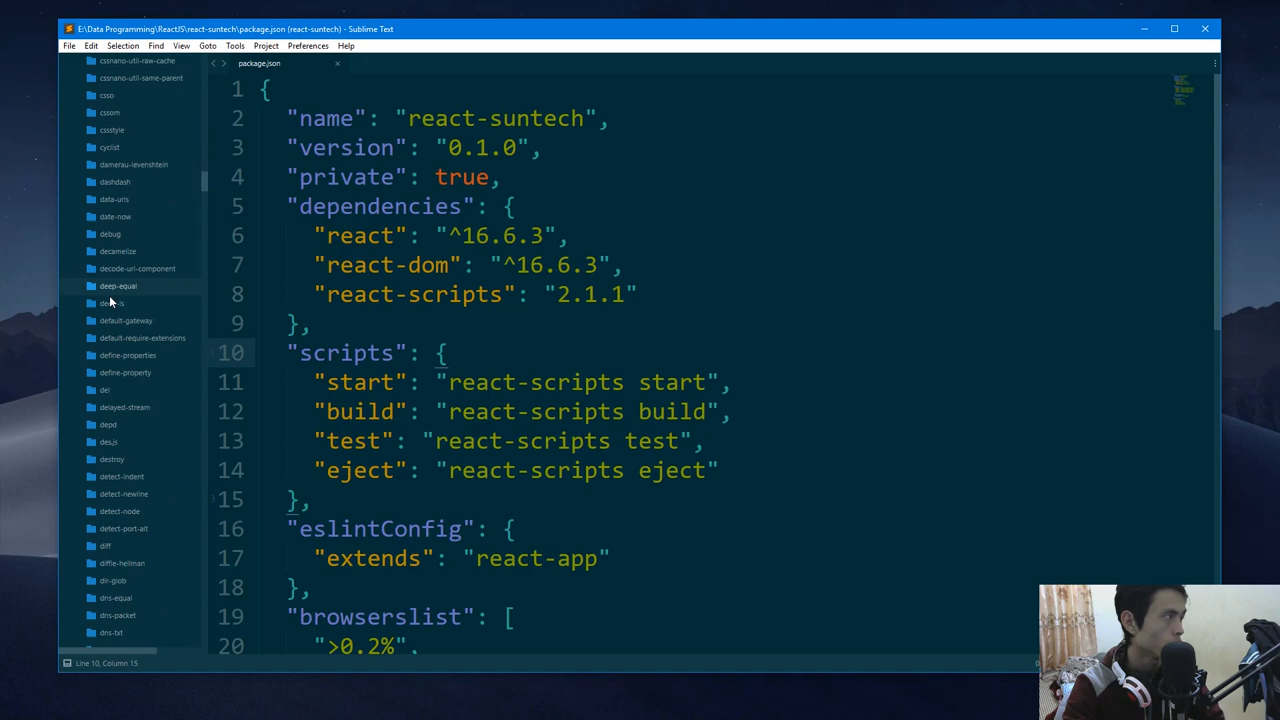 E:\Data Programming\ReactJS\react-suntech\package.json (react-suntech) - Sublime Text
File Edit Selection Find View Goto Tools Project Preferences Help
cssnano-util-raw-cache
cssnano-util-same-parent
csso
cssom
cssstyle
cyclist
damerau-levenshtein
dashdash
data-urls
date-now
debug
decamelize
decode-uri-component
deep-equal
default-gateway
default-require-extensions
define-properties
define-property
del
delayed-stream
depd
des.js
destroy
detect-indent
detect-newline
detect-node
detect-port-alt
diff
diffie-hellman
dir-glob
dns-equal
dns-packet
dns-txt
package.json
1 {
2 "name": "react-suntech",
3 "version": "0.1.0",
4 "private": true,
5 "dependencies": {
6 "react": "^16.6.3",
7 "react-dom": "^16.6.3",
8 "react-scripts": "2.1.1"
9 },
10 "scripts": {
11 "start": "react-scripts start",
12 "build": "react-scripts build",
13 "test": "react-scripts test",
14 "eject": "react-scripts eject"
15 },
16 "eslintConfig": {
17 "extends": "react-app"
18 },
19 "browserslist": [
20 ">0.2%",
Line 10, Column 15